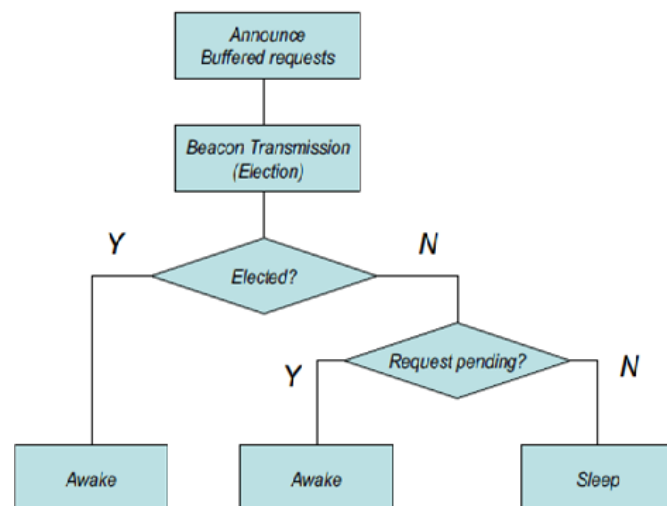 Announce
Buffered requests
Beacon Transmission
(Election)
Y
N
Elected?
Request pending?
Y
N
Awake
Awake
Sleep